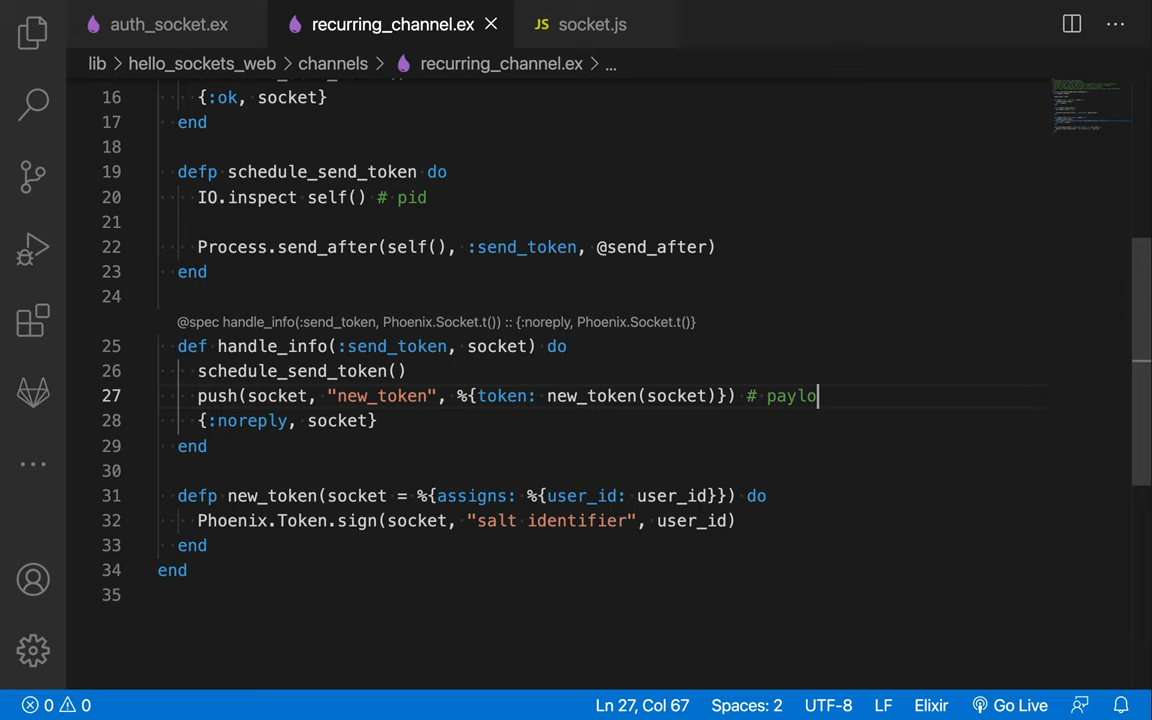 auth_socket.ex
recurring_channel.ex
JS socket.js
lib > hello_sockets_web > channels > recurring_channel.ex > ...
16 {:ok, socket}
17 end
18
19 defp schedule_send_token do
20 IO.inspect self() # pid
21
22 Process.send_after(self(), :send_token, @send_after)
23 end
24
@spec handle_info(:send_token, Phoenix.Socket.t()) :: {:noreply, Phoenix.Socket.t()}
25 def handle_info(:send_token, socket) do
26 schedule_send_token()
27 push(socket, "new_token", %{token: new_token(socket)}) # paylo
28 {:noreply, socket}
29 end
30
31 defp new_token(socket = %{assigns: %{user_id: user_id}}) do
32 Phoenix.Token.sign(socket, "salt identifier", user_id)
33 end
34 end
35
0 0 Ln 27, Col 67 Spaces: 2 UTF-8 LF Elixir Go Live